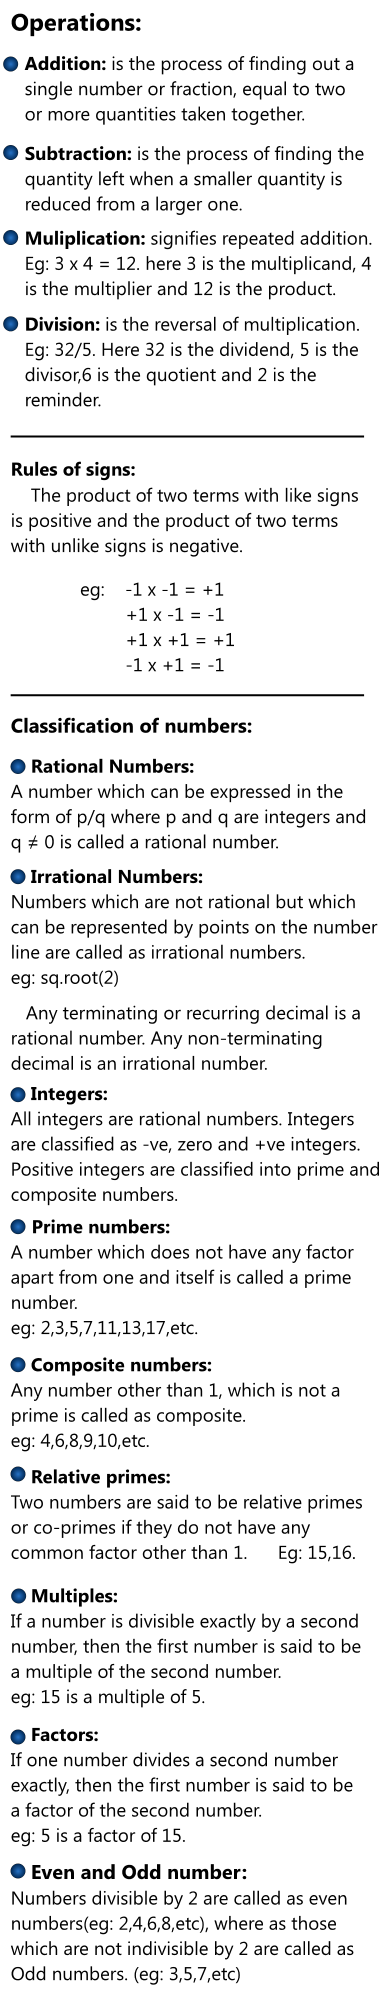 Operations:
Addition: is the process of finding out a
single number or fraction, equal to two
or more quantities taken together.
Subtraction: is the process of finding the
quantity left when a smaller quantity is
reduced from a larger one.
Muliplication: signifies repeated addition.
Eg: 3 x 4 = 12. here 3 is the multiplicand, 4
is the multiplier and 12 is the product.
Division: is the reversal of multiplication.
Eg: 32/5. Here 32 is the dividend, 5 is the
divisor,6 is the quotient and 2 is the
reminder.
Rules of signs:
The product of two terms with like signs
is positive and the product of two terms
with unlike signs is negative.
eg: -1 x -1 = +1
+1 x -1 = -1
+1 x +1 = +1
-1 x +1 = -1
Classification of numbers:
Rational Numbers:
A number which can be expressed in the
form of p/q where p and q are integers and
q ≠ 0 is called a rational number.
Irrational Numbers:
Numbers which are not rational but which
can be represented by points on the number
line are called as irrational numbers.
eg: sq.root(2)
Any terminating or recurring decimal is a
rational number. Any non-terminating
decimal is an irrational number.
Integers:
All integers are rational numbers. Integers
are classified as -ve, zero and +ve integers.
Positive integers are classified into prime and
composite numbers.
Prime numbers:
A number which does not have any factor
apart from one and itself is called a prime
number.
eg: 2,3,5,7,11,13,17,etc.
Composite numbers:
Any number other than 1, which is not a
prime is called as composite.
eg: 4,6,8,9,10,etc.
Relative primes:
Two numbers are said to be relative primes
or co-primes if they do not have any
common factor other than 1. Eg: 15,16.
Multiples:
If a number is divisible exactly by a second
number, then the first number is said to be
a multiple of the second number.
eg: 15 is a multiple of 5.
Factors:
If one number divides a second number
exactly, then the first number is said to be
a factor of the second number.
eg: 5 is a factor of 15.
Even and Odd number:
Numbers divisible by 2 are called as even
numbers(eg: 2,4,6,8,etc), where as those
which are not indivisible by 2 are called as
Odd numbers. (eg: 3,5,7,etc)